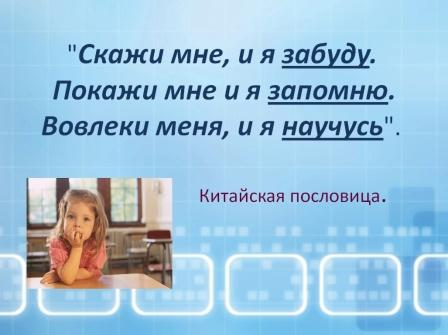 "Скажи мне, и я забуду.
Покажи мне и я запомню.
Вовлеки меня, и я научусь".
Китайская пословица.